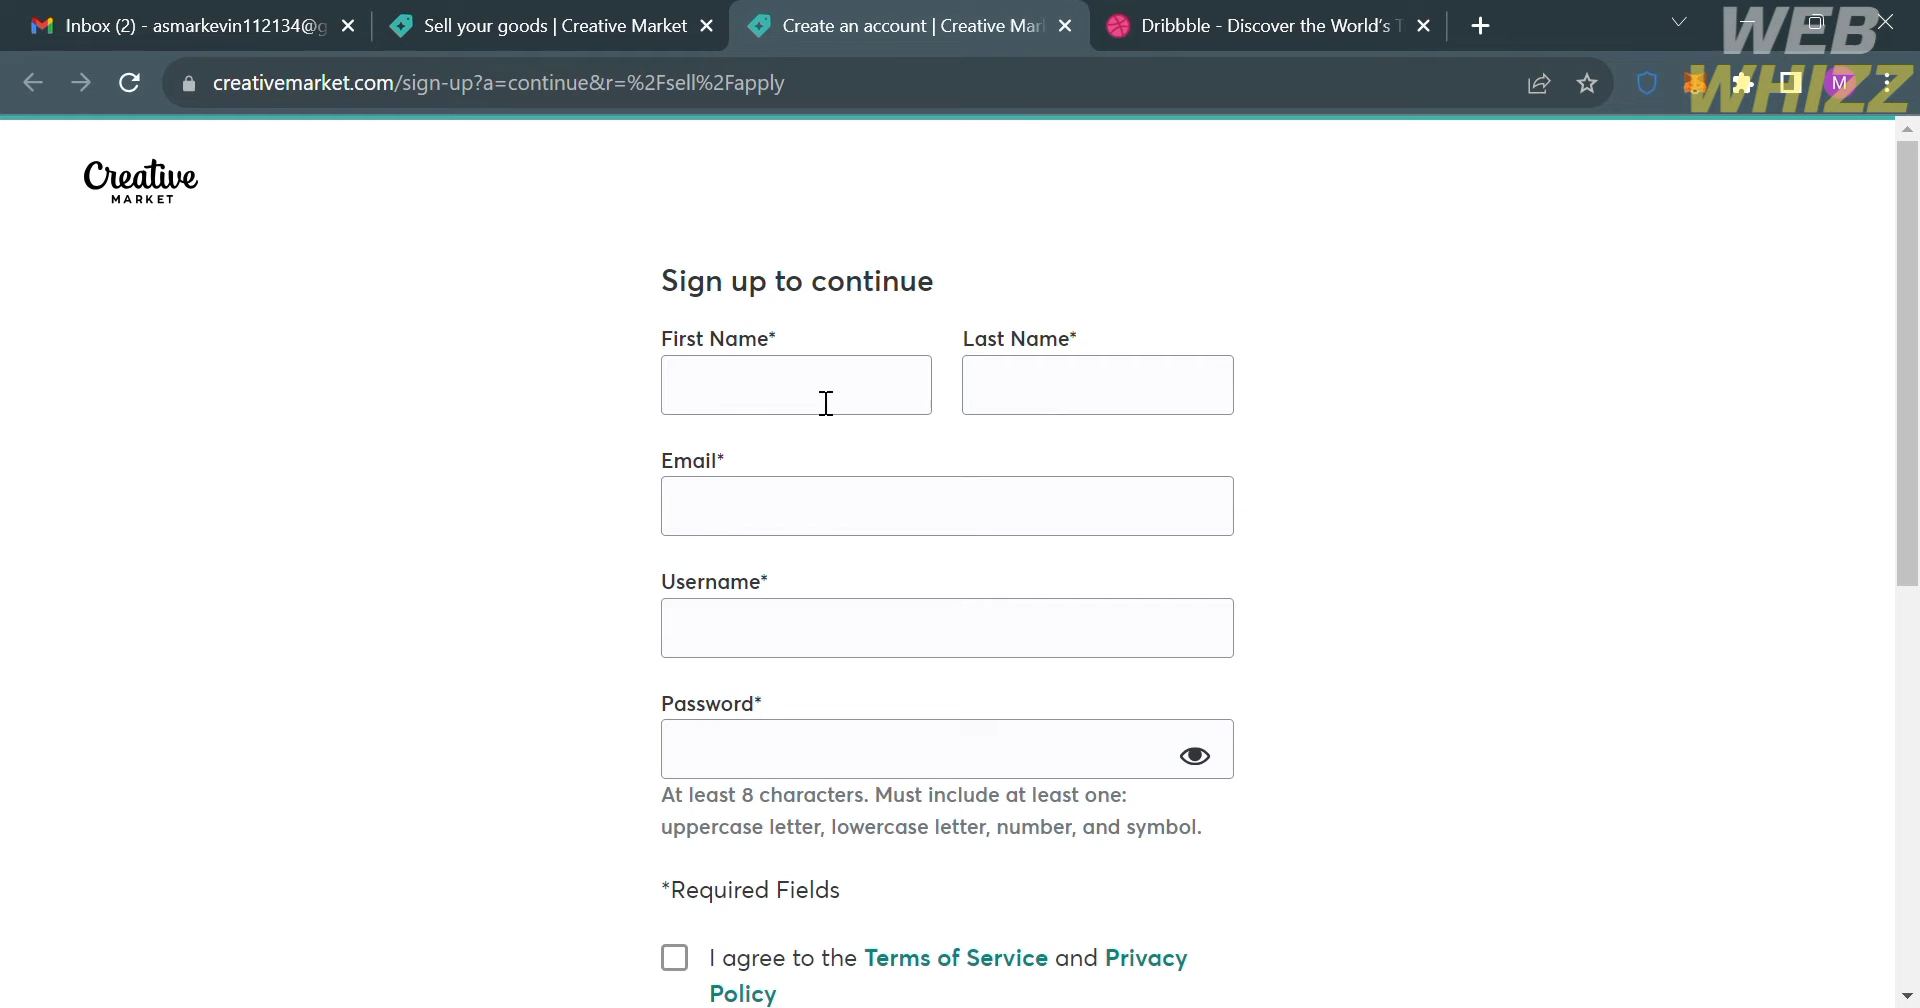 Inbox (2) - asmarkevin112134@g
Sell your goods | Creative Market
Create an account | Creative Mar
Dribbble - Discover the World's T
WEB
WHIZZ
creativemarket.com/sign-up?a=continue&r=%2Fsell%2Fapply
M
Creative
MARKET
Sign up to continue
First Name* Last Name*
Email*
Username*
Password*
At least 8 characters. Must include at least one:
uppercase letter, lowercase letter, number, and symbol.
*Required Fields
I agree to the Terms of Service and Privacy
Policy